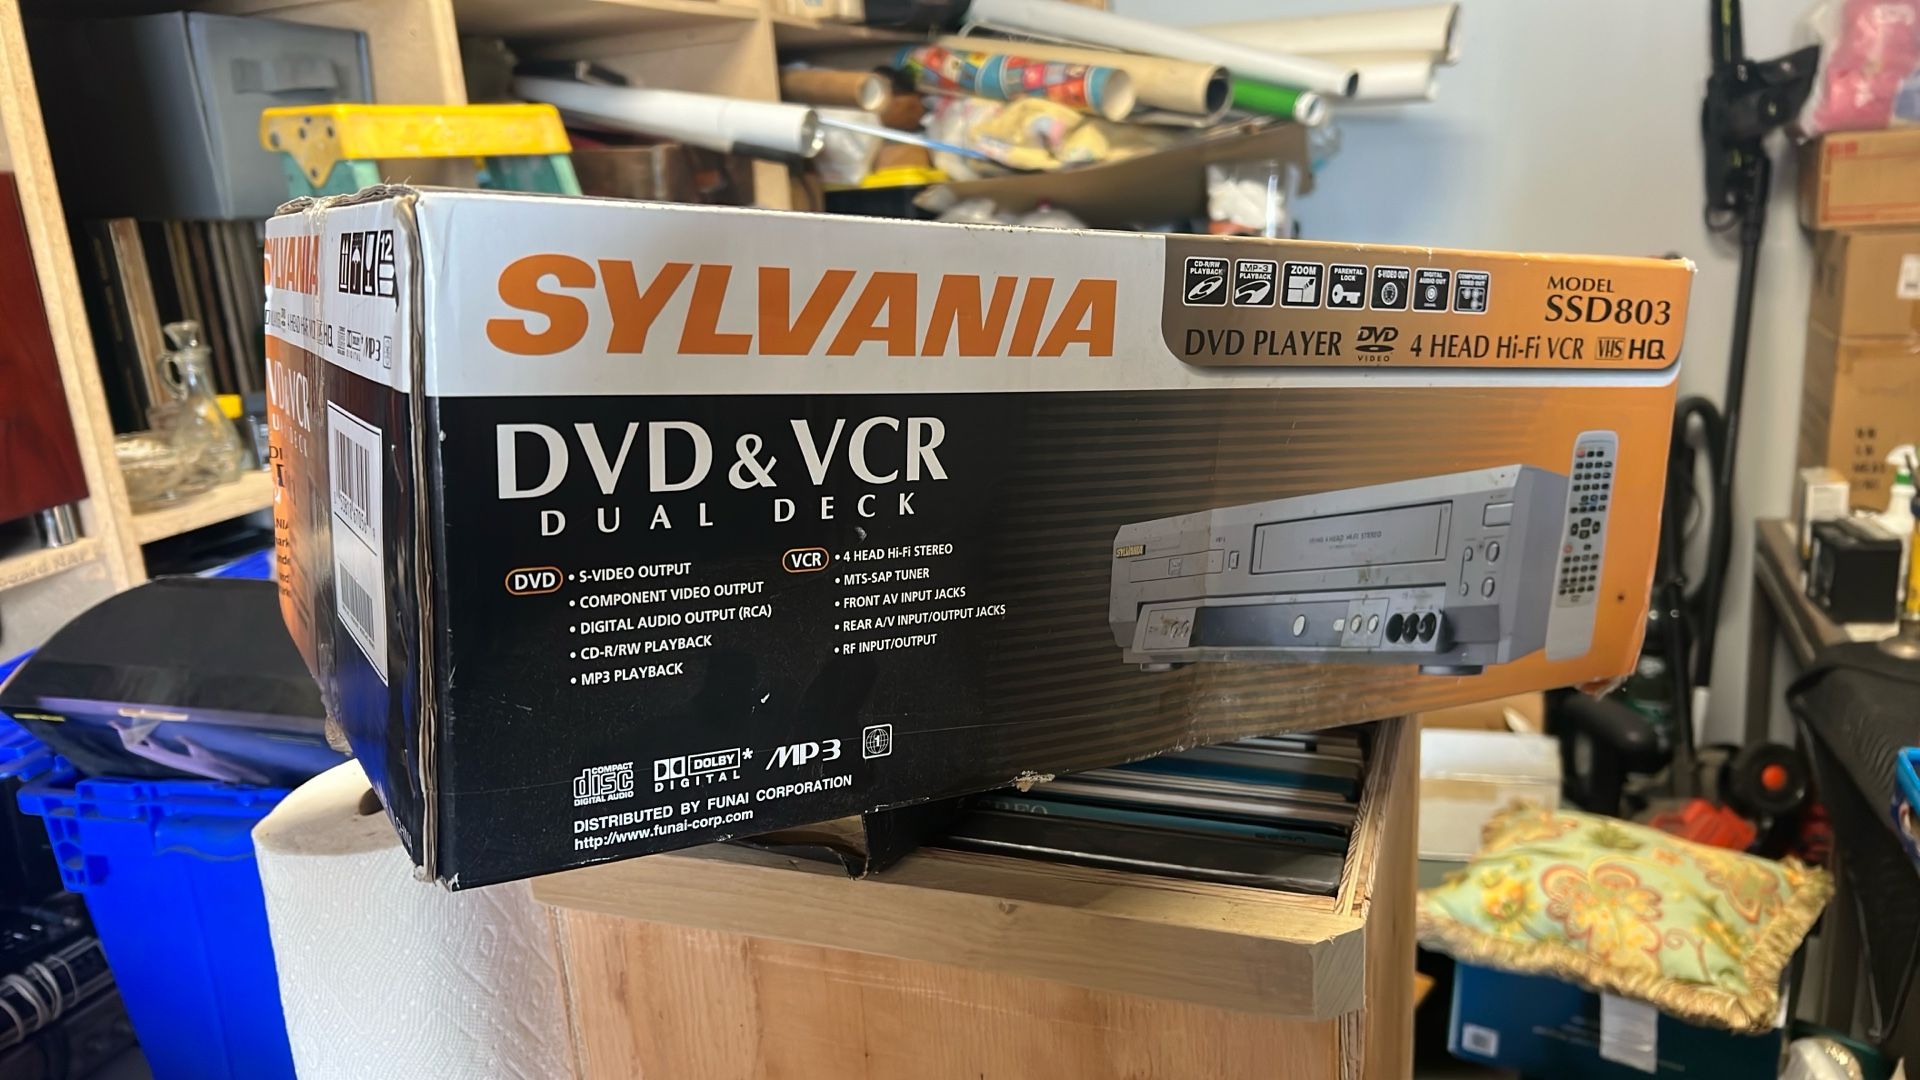 SYLVANIA
CD-R/RW PLAYBACK
MP-3 PLAYBACK
ZOOM
PARENTAL LOCK
S-VIDEO OUT
DIGITAL AUDIO OUT
COMPONENT VIDEO OUT
MODEL
SSD803
DVD PLAYER DVD VIDEO 4 HEAD Hi-Fi VCR VHS HQ
DVD & VCR
DUAL DECK
DVD
• S-VIDEO OUTPUT
• COMPONENT VIDEO OUTPUT
• DIGITAL AUDIO OUTPUT (RCA)
• CD-R/RW PLAYBACK
• MP3 PLAYBACK
VCR
• 4 HEAD Hi-Fi STEREO
• MTS-SAP TUNER
• FRONT AV INPUT JACKS
• REAR A/V INPUT/OUTPUT JACKS
• RF INPUT/OUTPUT
SYLVANIA
COMPACT disc DIGITAL AUDIO
DOLBY* DIGITAL
MP3
1
DISTRIBUTED BY FUNAI CORPORATION
http://www.funai-corp.com
SYLVANIA
12
MP3